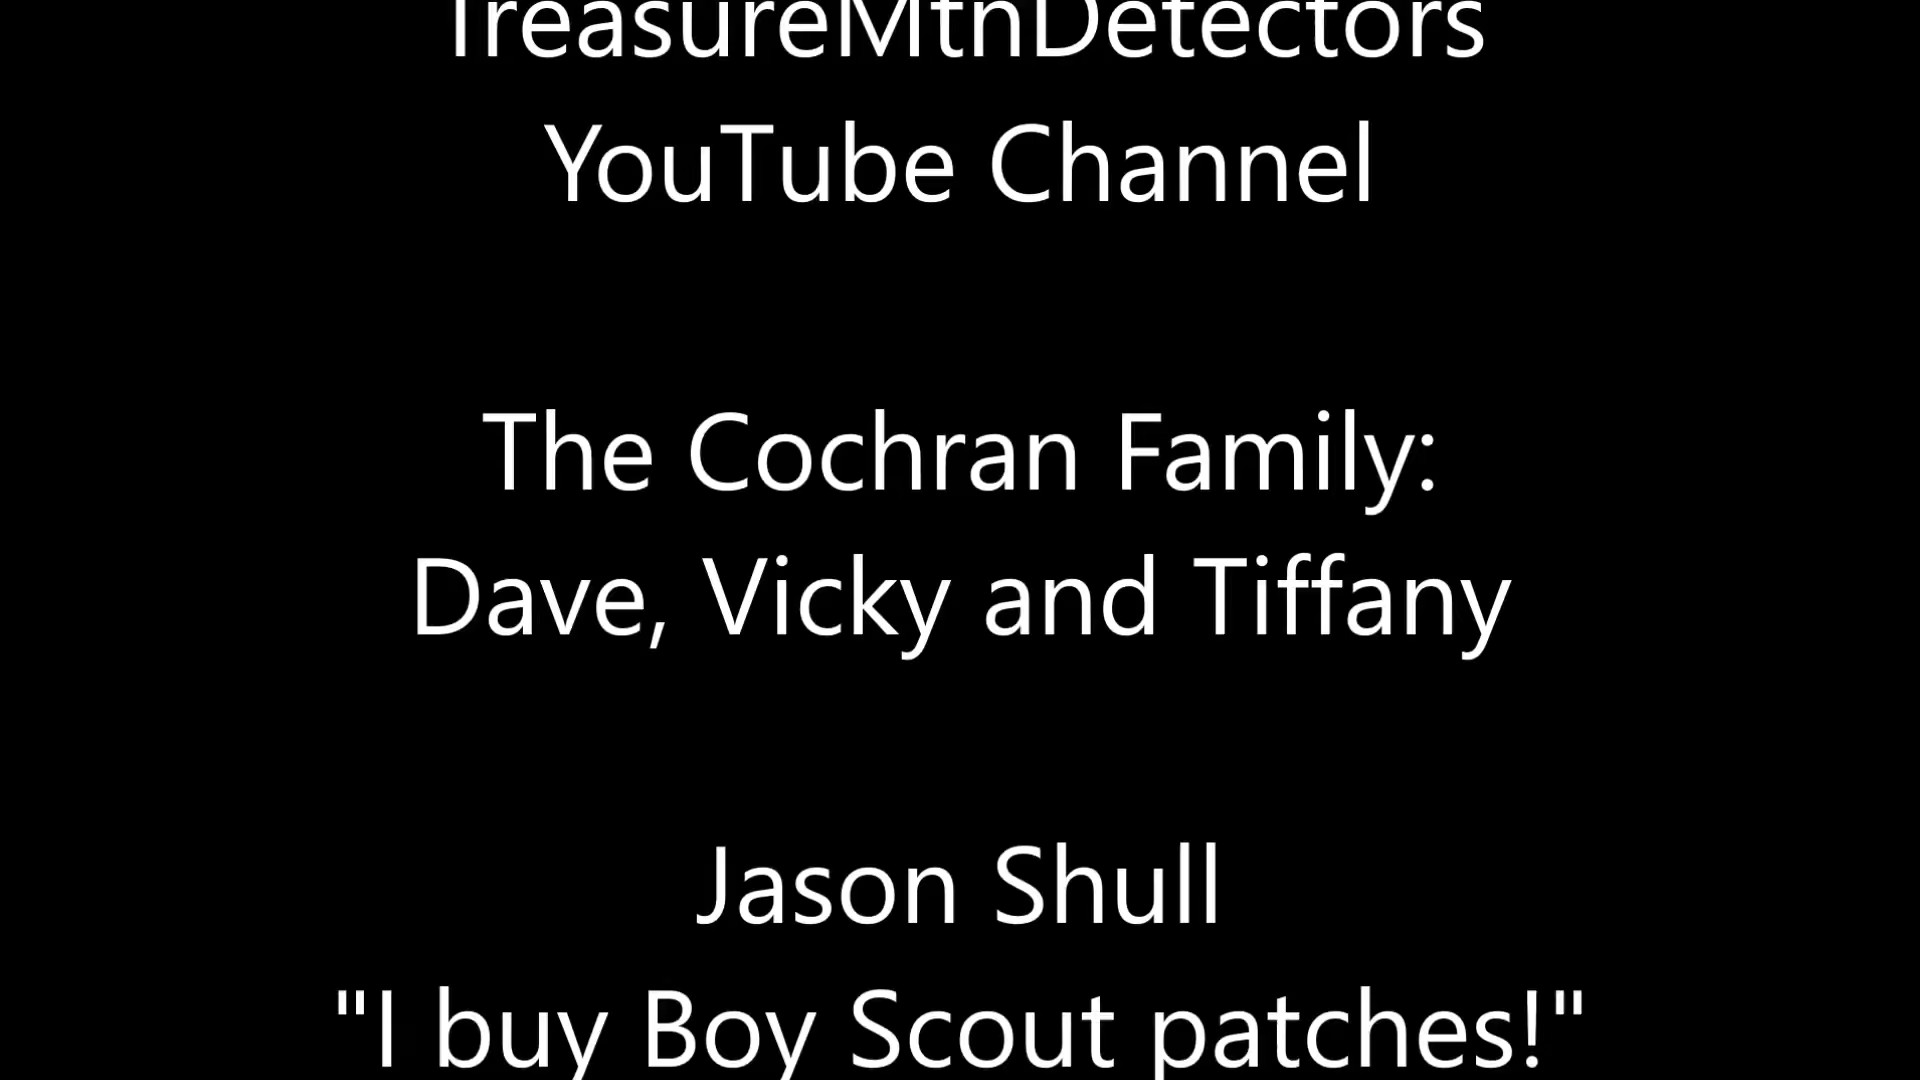 TreasureMtnDetectors
YouTube Channel
The Cochran Family:
Dave, Vicky and Tiffany
Jason Shull
"I buy Boy Scout patches!"